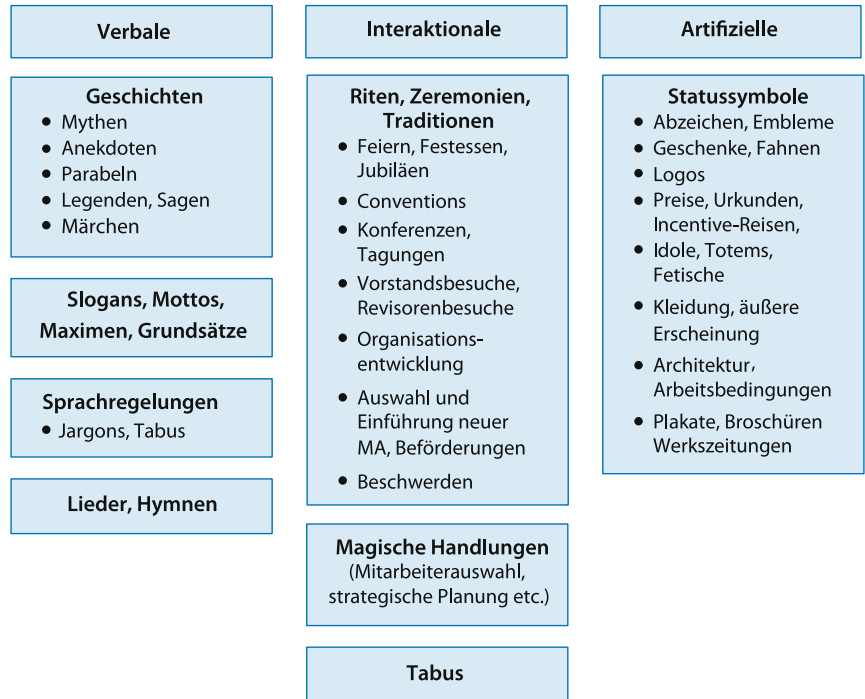 Verbale
Geschichten
• Mythen
• Anekdoten
• Parabeln
• Legenden, Sagen
• Märchen
Slogans, Mottos,
Maximen, Grundsätze
Sprachregelungen
• Jargons, Tabus
Lieder, Hymnen
Interaktionale
Riten, Zeremonien,
Traditionen
• Feiern, Festessen,
Jubiläen
• Conventions
• Konferenzen,
Tagungen
• Vorstandsbesuche,
Revisorenbesuche
• Organisations-
entwicklung
• Auswahl und
Einführung neuer
MA, Beförderungen
• Beschwerden
Magische Handlungen
(Mitarbeiterauswahl,
strategische Planung etc.)
Tabus
Artifizielle
Statussymbole
• Abzeichen, Embleme
• Geschenke, Fahnen
• Logos
• Preise, Urkunden,
Incentive-Reisen,
• Idole, Totems,
Fetische
• Kleidung, äußere
Erscheinung
• Architektur,
Arbeitsbedingungen
• Plakate, Broschüren
Werkszeitungen